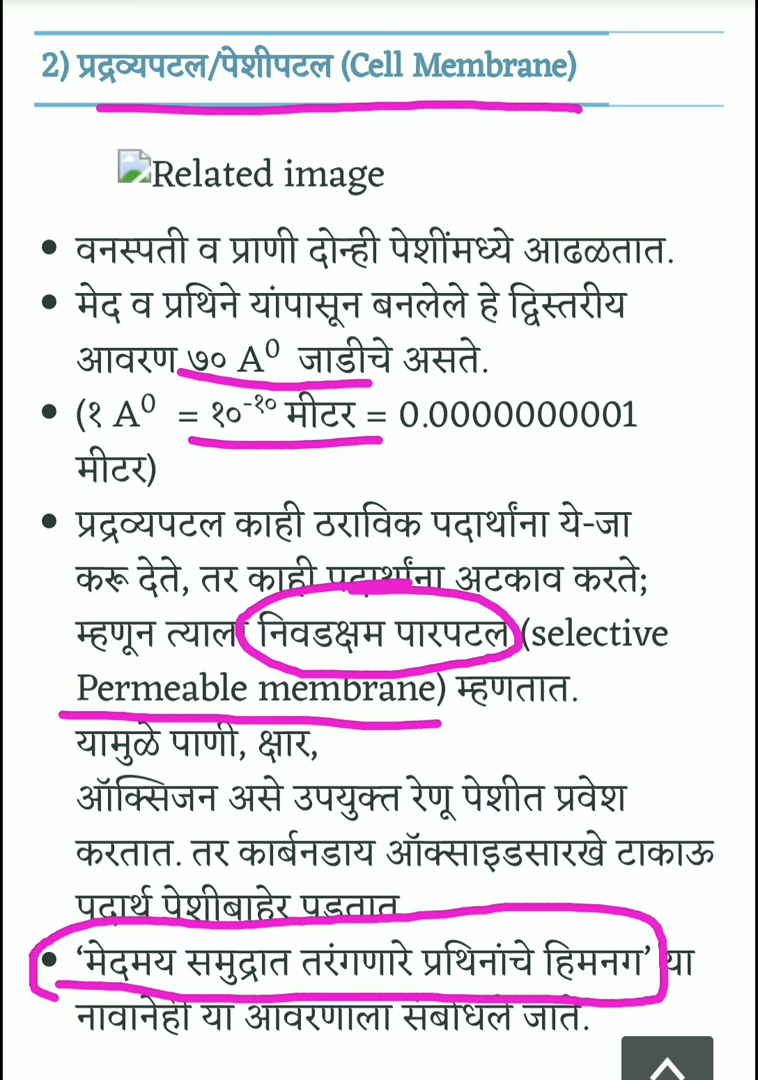 2) प्रद्रव्यपटल/पेशीपटल (Cell Membrane)
Related image
• वनस्पती व प्राणी दोन्ही पेशींमध्ये आढळतात.
• मेद व प्रथिने यांपासून बनलेले हे द्विस्तरीय
आवरण ७० A⁰ जाडीचे असते.
• (१ A⁰ = १०⁻¹⁰ मीटर = 0.0000000001
मीटर)
• प्रद्रव्यपटल काही ठराविक पदार्थांना ये-जा
करू देते, तर काही पदार्थांना अटकाव करते;
म्हणून त्याला निवडक्षम पारपटल (selective
Permeable membrane) म्हणतात.
यामुळे पाणी, क्षार,
ऑक्सिजन असे उपयुक्त रेणू पेशीत प्रवेश
करतात. तर कार्बनडाय ऑक्साइडसारखे टाकाऊ
पदार्थ पेशीबाहेर पडतात
• ‘मेदमय समुद्रात तरंगणारे प्रथिनांचे हिमनग’ या
नावानेही या आवरणाला संबोधले जाते.